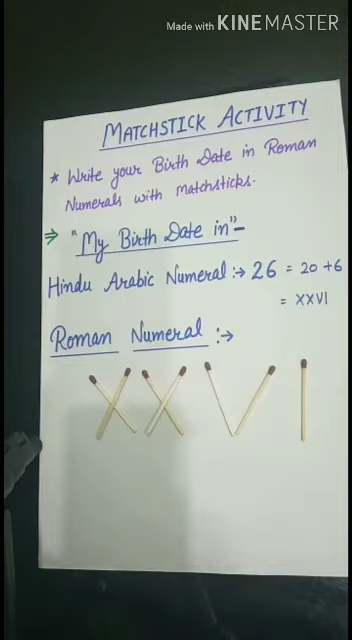 Made with KINEMASTER
MATCHSTICK ACTIVITY
* Write your Birth Date in Roman
Numerals with Matchsticks.
⇒ "My Birth Date in"-
Hindu Arabic Numeral :→ 26 = 20 + 6
= XXVI
Roman Numeral :→
XXVI